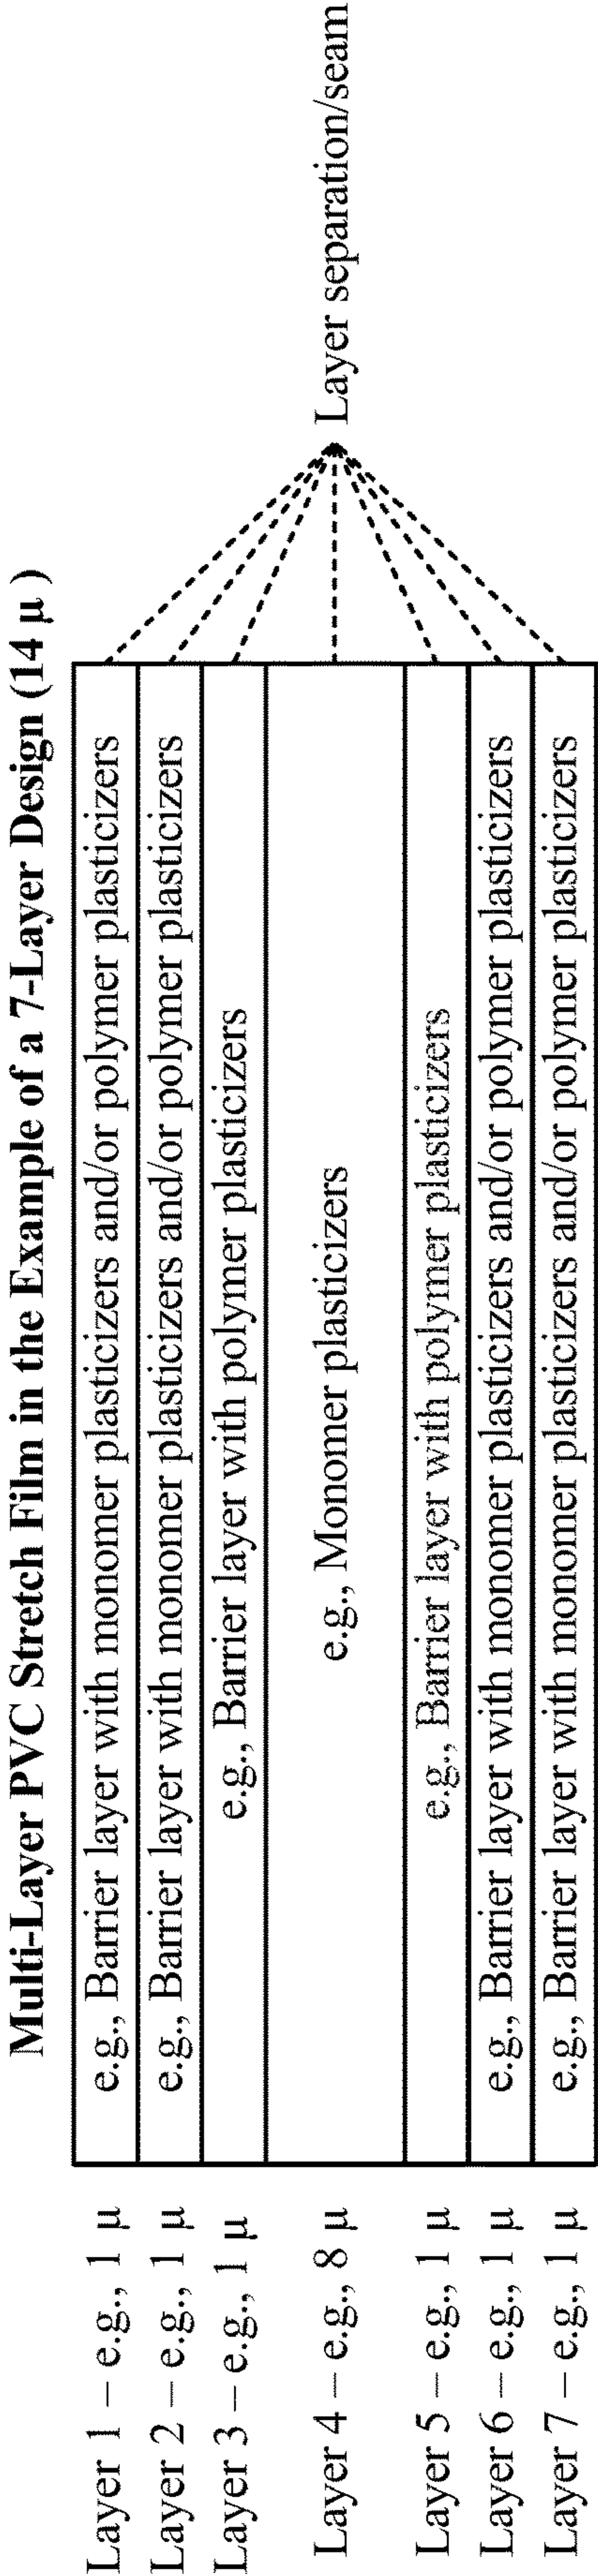 Multi-Layer PVC Stretch Film in the Example of a 7-Layer Design (14 μ )
Layer 1 – e.g., 1 μ
e.g., Barrier layer with monomer plasticizers and/or polymer plasticizers
Layer 2 – e.g., 1 μ
e.g., Barrier layer with monomer plasticizers and/or polymer plasticizers
Layer 3 – e.g., 1 μ
e.g., Barrier layer with polymer plasticizers
Layer 4 – e.g., 8 μ
e.g., Monomer plasticizers
Layer separation/seam
Layer 5 – e.g., 1 μ
e.g., Barrier layer with polymer plasticizers
Layer 6 – e.g., 1 μ
e.g., Barrier layer with monomer plasticizers and/or polymer plasticizers
Layer 7 – e.g., 1 μ
e.g., Barrier layer with monomer plasticizers and/or polymer plasticizers